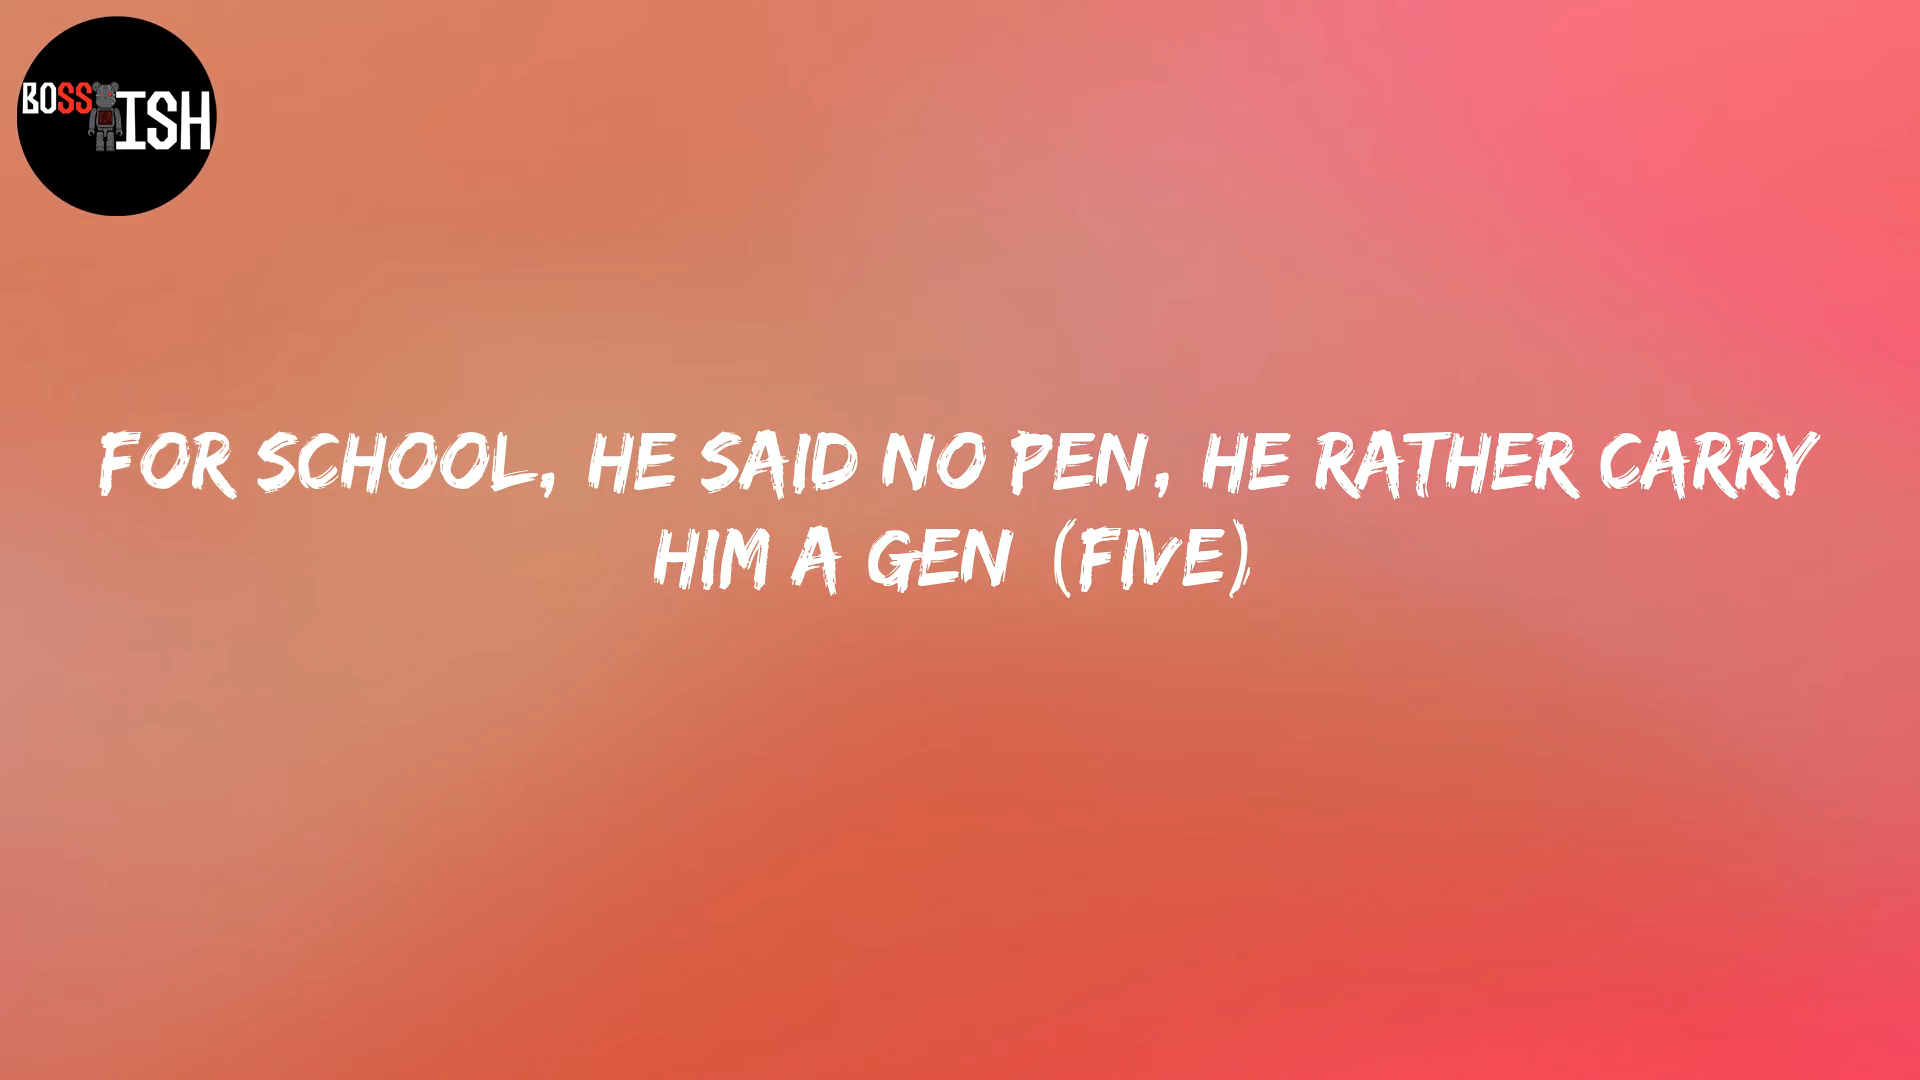 BOSS ISH
FOR SCHOOL, HE SAID NO PEN, HE RATHER CARRY
HIM A GEN (FIVE)